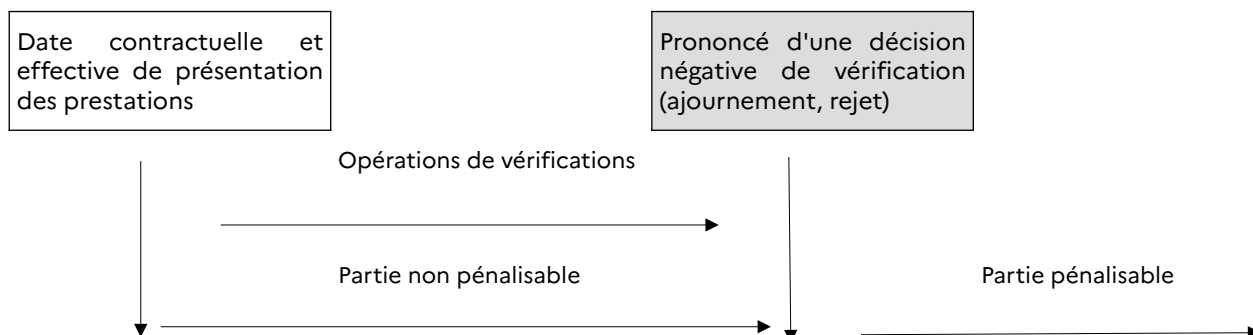 Date contractuelle et
effective de présentation
des prestations
Prononcé d'une décision
négative de vérification
(ajournement, rejet)
Opérations de vérifications
Partie non pénalisable
Partie pénalisable